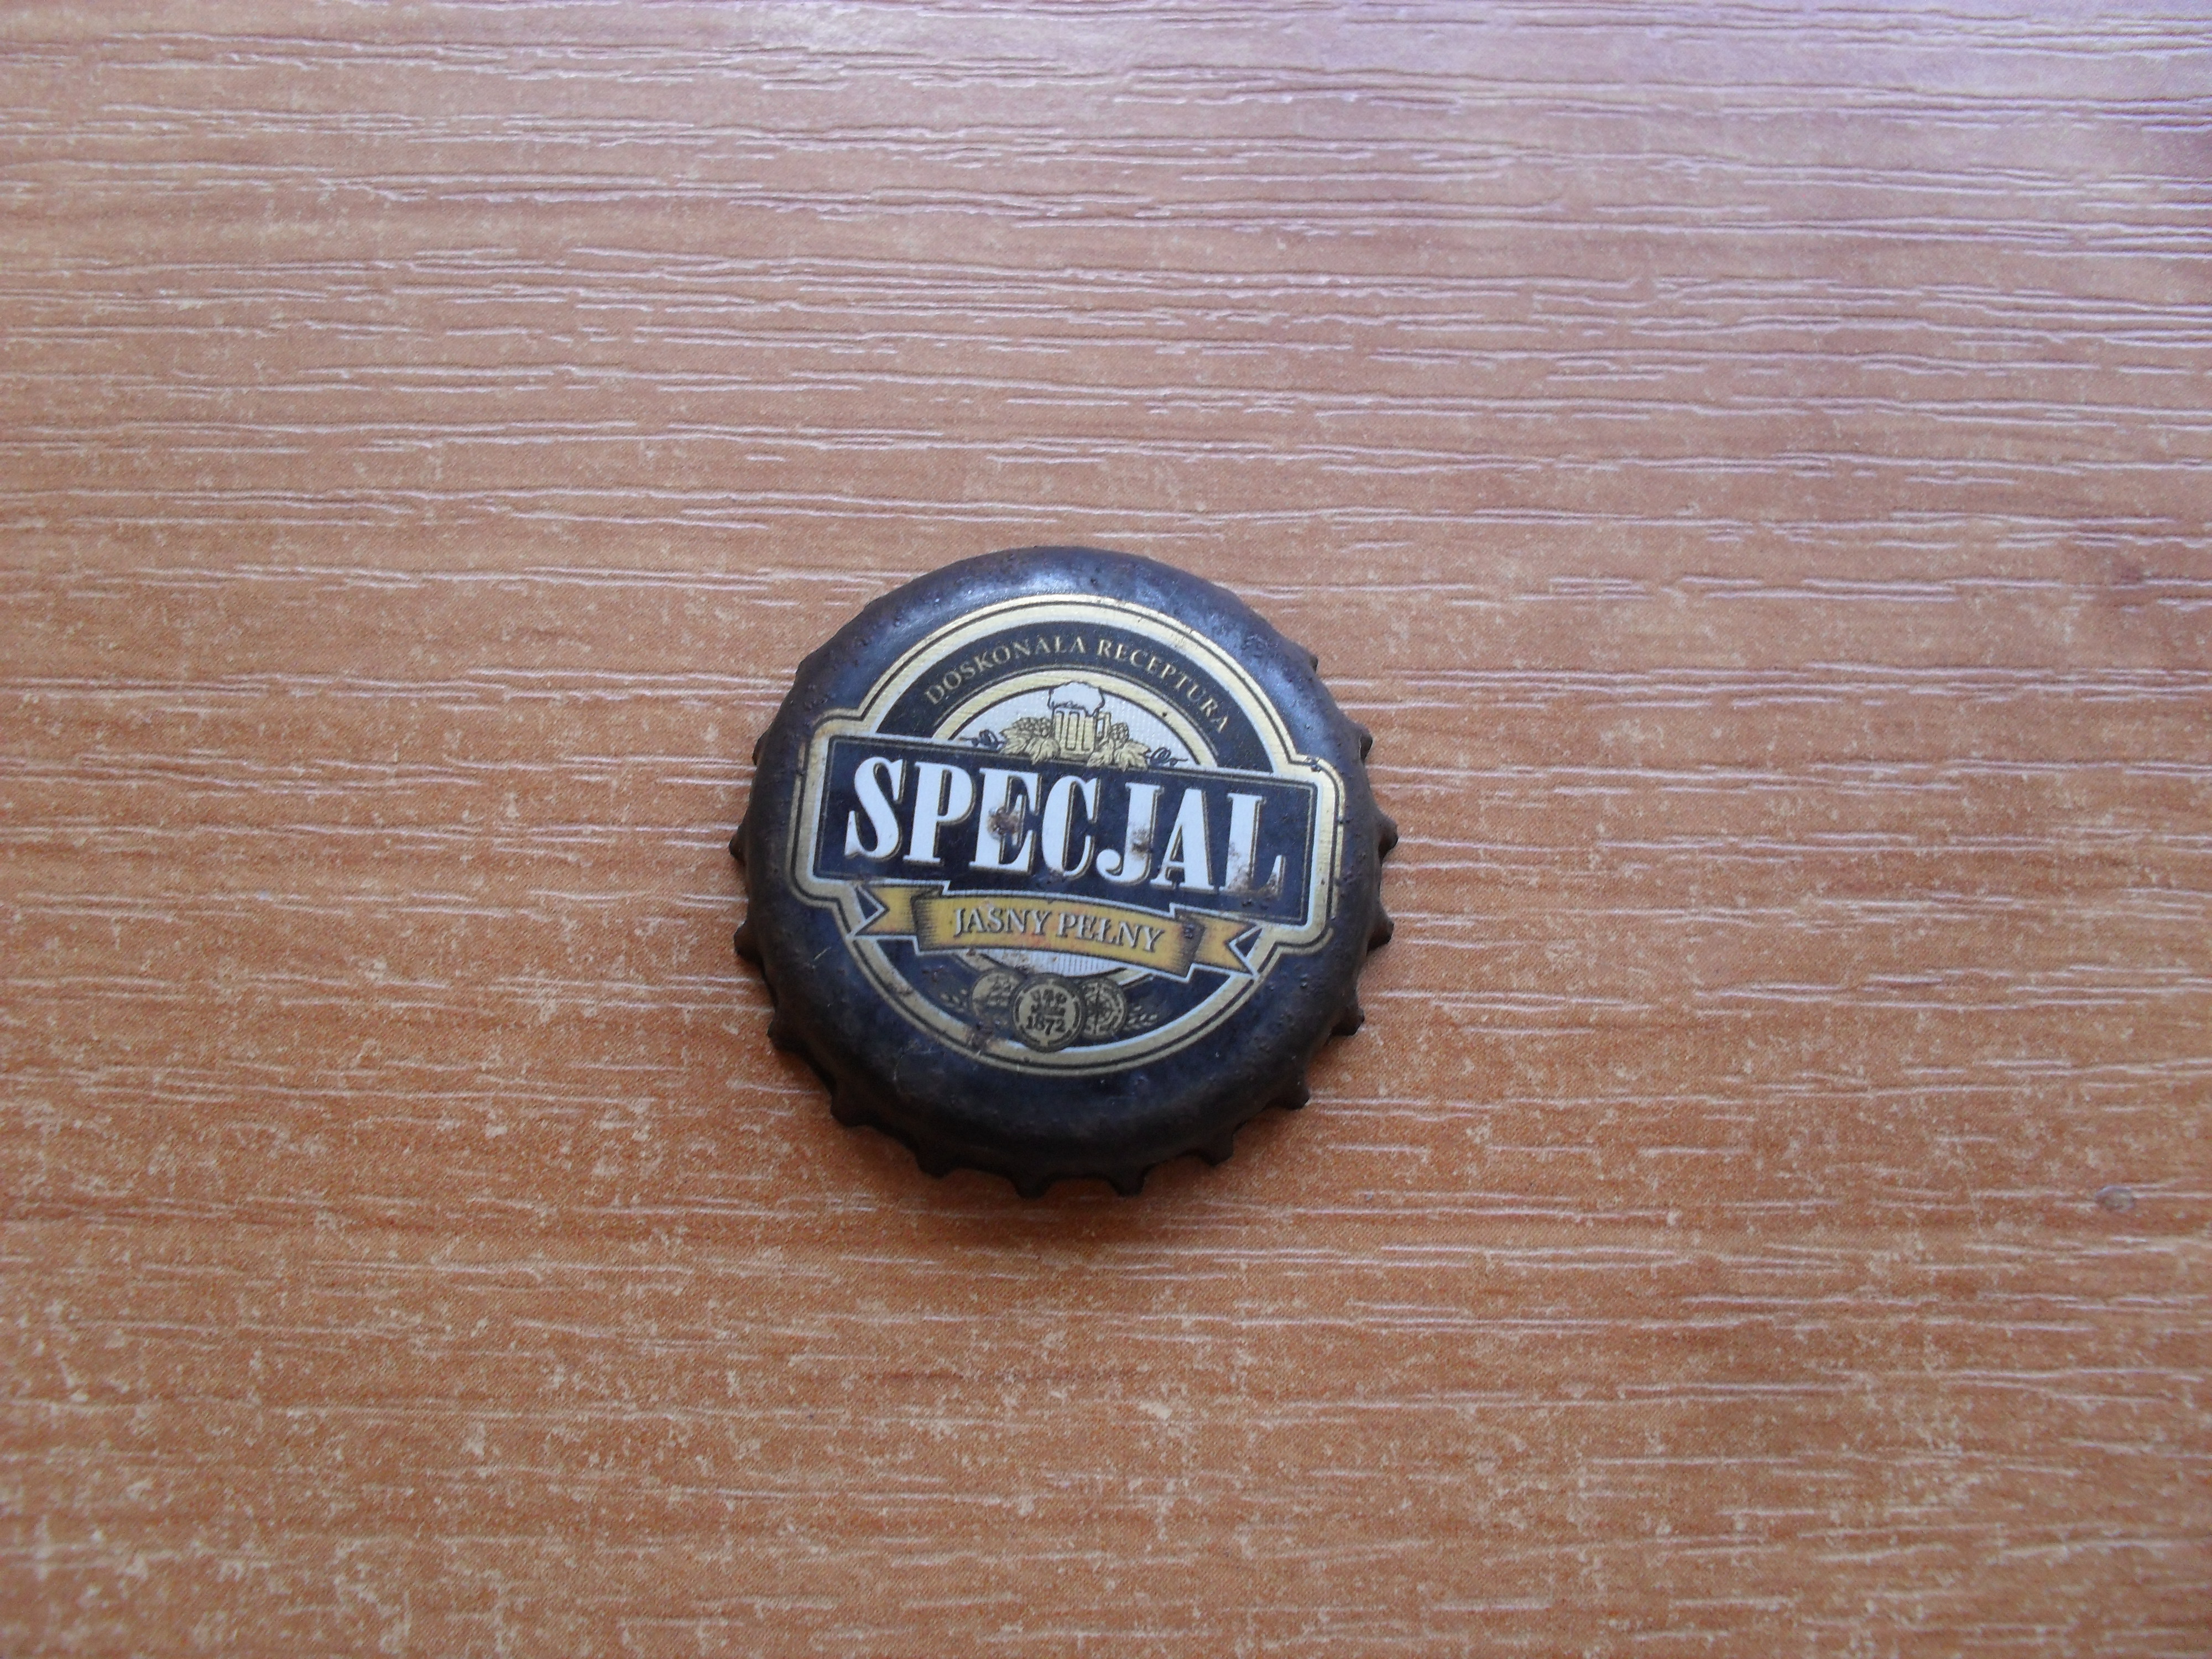 DOSKONAŁA RECEPTURA
SPECJAL
JASNY PEŁNY
1872